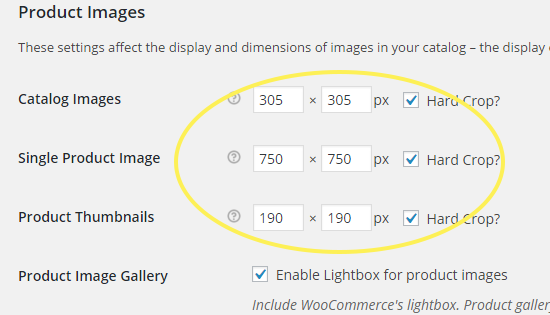 Product Images
These settings affect the display and dimensions of images in your catalog – the display
Catalog Images 305 × 305 px Hard Crop?
Single Product Image 750 × 750 px Hard Crop?
Product Thumbnails 190 × 190 px Hard Crop?
Product Image Gallery Enable Lightbox for product images
Include WooCommerce's lightbox. Product gallery